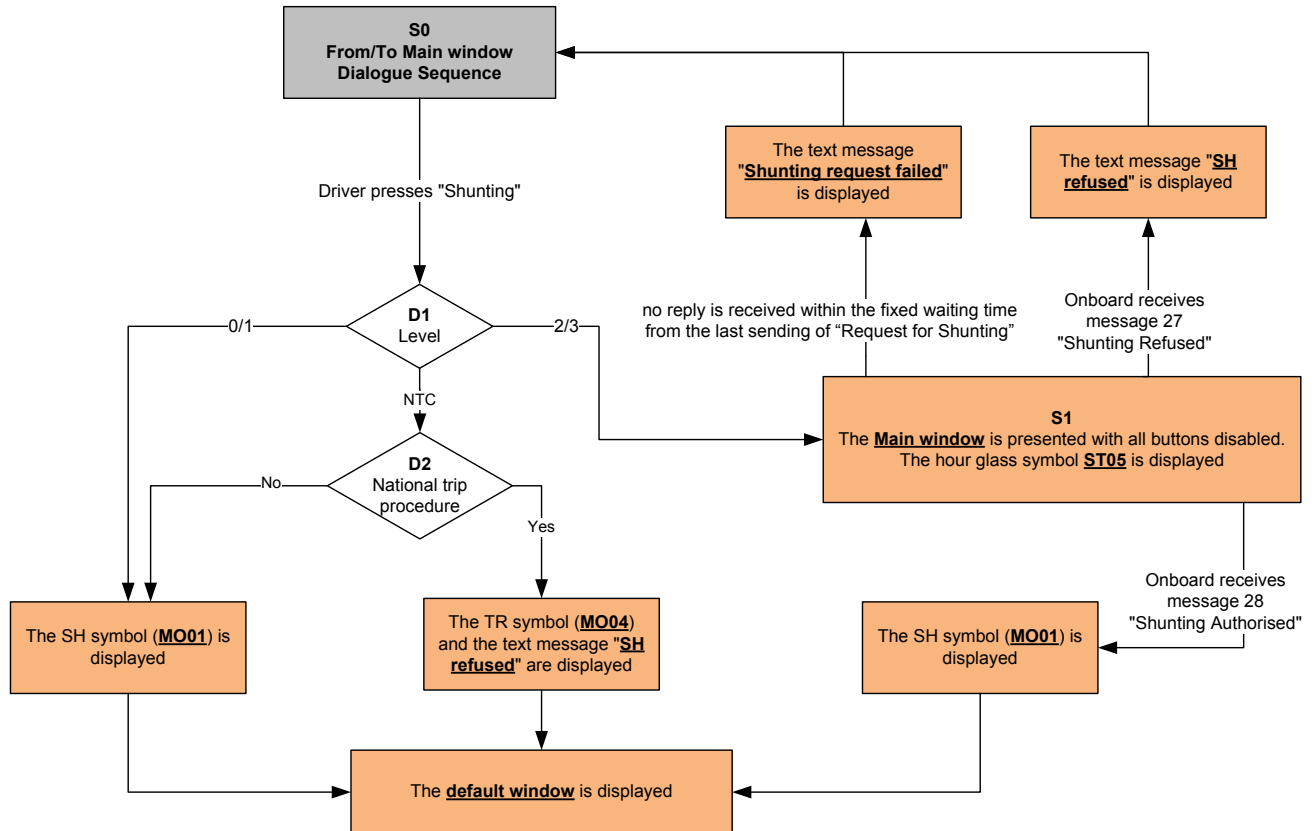 S0
From/To Main window
Dialogue Sequence
The text message
"Shunting request failed"
is displayed
The text message "SH
refused" is displayed
Driver presses "Shunting"
no reply is received within the fixed waiting time
from the last sending of “Request for Shunting”
Onboard receives
message 27
"Shunting Refused"
0/1
D1
Level
2/3
NTC
S1
The Main window is presented with all buttons disabled.
The hour glass symbol ST05 is displayed
No
D2
National trip
procedure
Yes
Onboard receives
message 28
"Shunting Authorised"
The SH symbol (MO01) is
displayed
The TR symbol (MO04)
and the text message "SH
refused" are displayed
The SH symbol (MO01) is
displayed
The default window is displayed